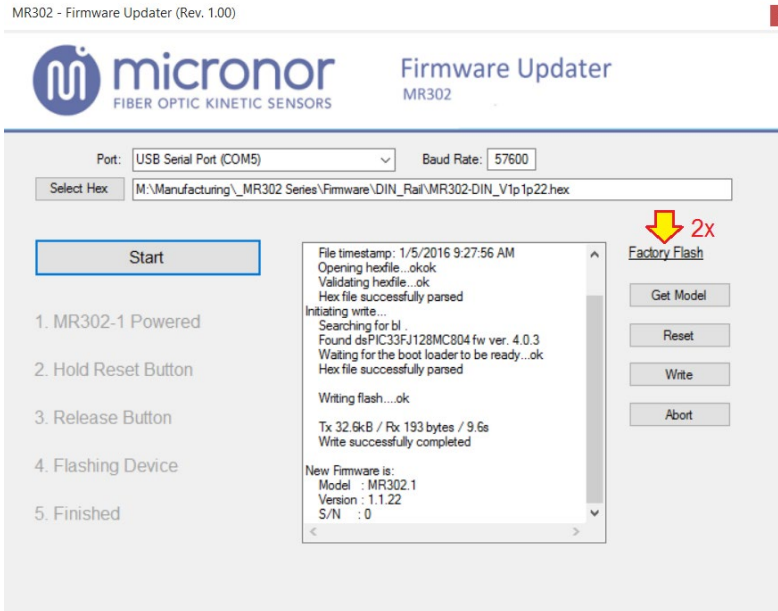 MR302 - Firmware Updater (Rev. 1.00)
micronor
FIBER OPTIC KINETIC SENSORS
Firmware Updater
MR302
Port: USB Serial Port (COM5) Baud Rate: 57600
Select Hex M:\Manufacturing\_MR302 Series\Firmware\DIN_Rail\MR302-DIN_V1p1p22.hex
2x
Factory Flash
Start
1. MR302-1 Powered
2. Hold Reset Button
3. Release Button
4. Flashing Device
5. Finished
File timestamp: 1/5/2016 9:27:56 AM
Opening hexfile...okok
Validating hexfile...ok
Hex file successfully parsed
Initiating write...
Searching for bl .
Found dsPIC33FJ128MC804 fw ver. 4.0.3
Waiting for the boot loader to be ready...ok
Hex file successfully parsed
Writing flash....ok
Tx 32.6kB / Rx 193 bytes / 9.6s
Write successfully completed
New Firmware is:
Model : MR302.1
Version : 1.1.22
S/N : 0
Get Model
Reset
Write
Abort